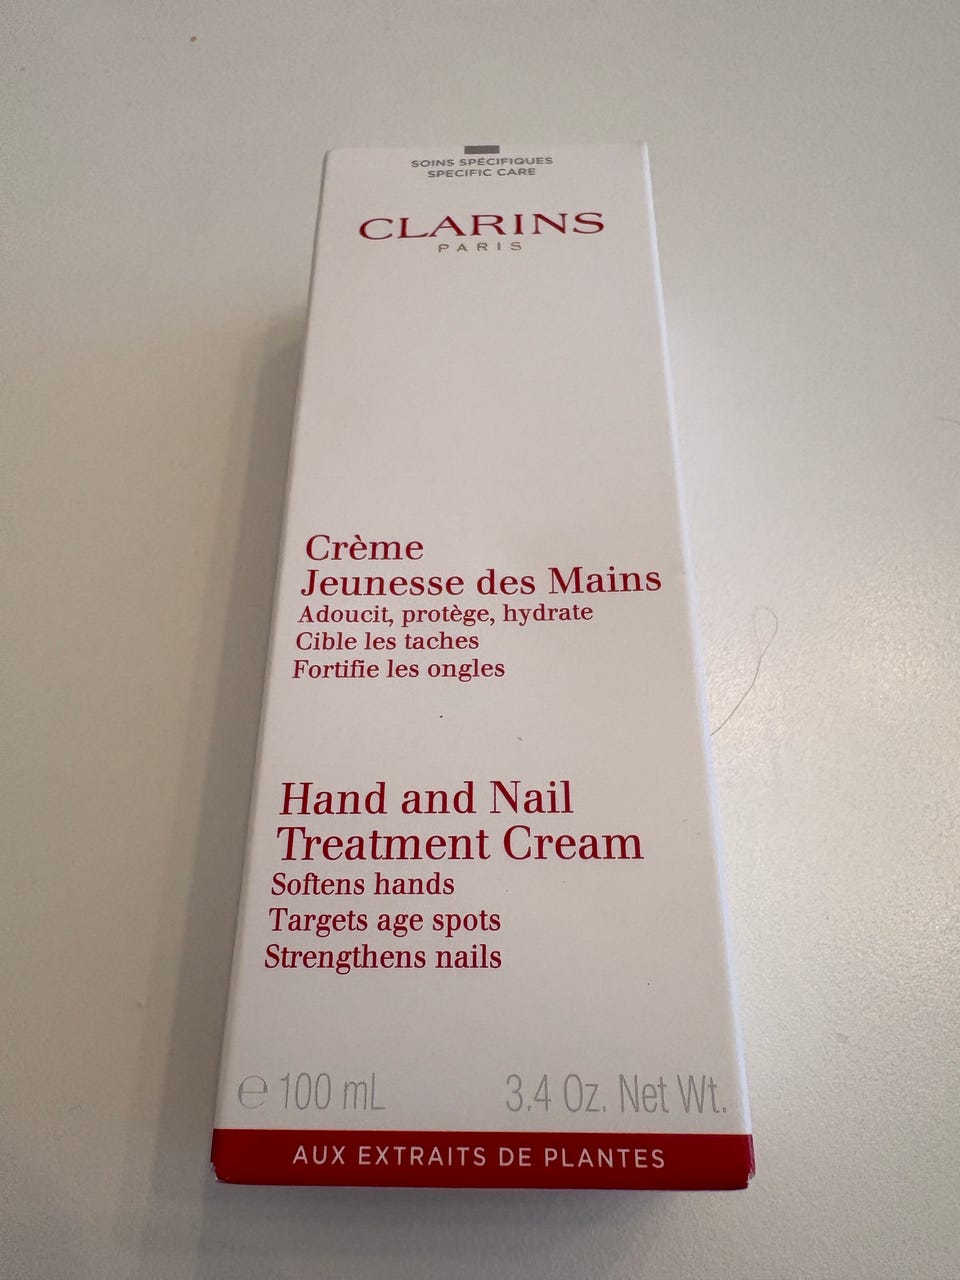 SOINS SPÉCIFIQUES
SPECIFIC CARE
CLARINS
PARIS
Crème
Jeunesse des Mains
Adoucit, protège, hydrate
Cible les taches
Fortifie les ongles
Hand and Nail
Treatment Cream
Softens hands
Targets age spots
Strengthens nails
℮ 100 mL 3.4 Oz. Net Wt.
AUX EXTRAITS DE PLANTES